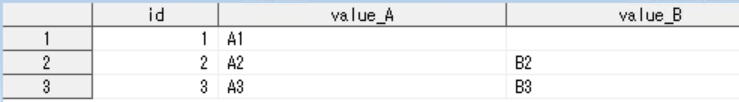 id value_A value_B
1 1 A1
2 2 A2 B2
3 3 A3 B3